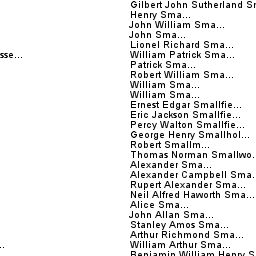 Gilbert John Sutherland
Henry Sma...
John William Sma...
John Sma...
Lionel Richard Sma...
sse... William Patrick Sma...
Patrick Sma...
Robert William Sma...
William Sma...
William Sma...
Ernest Edgar Smallfie...
Eric Jackson Smallfie...
Percy Walton Smallfie...
George Henry Smallhol...
Robert Smallm...
Thomas Norman Smallwo.
Alexander Sma...
Alexander Campbell Sma.
Rupert Alexander Sma...
Neil Alfred Haworth Sma...
Alice Sma...
John Allan Sma...
Stanley Amos Sma...
Arthur Richmond Sma...
.. William Arthur Sma...
Benjamin William Henry S